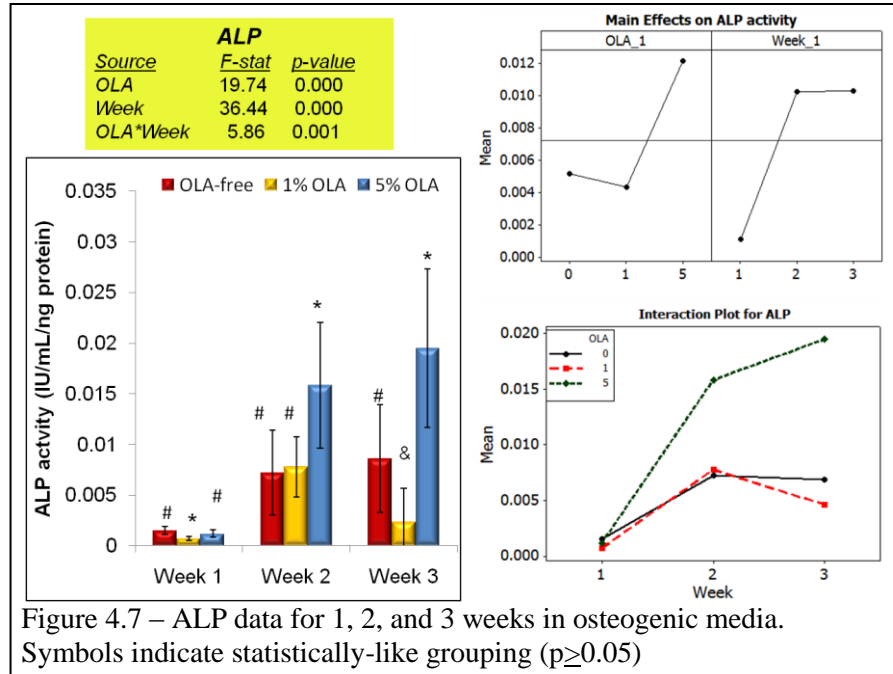 ALP
Source F-stat p-value
OLA 19.74 0.000
Week 36.44 0.000
OLA*Week 5.86 0.001
ALP actvity (IU/mL/ng protein)
OLA-free 1% OLA 5% OLA
0.035
0.03
0.025
0.02
0.015
0.01
0.005
0
# * #
# # *
# & *
Week 1 Week 2 Week 3
Main Effects on ALP activity
OLA_1 Week_1
Mean
0.012
0.010
0.008
0.006
0.004
0.002
0.000
0 1 5 1 2 3
Interaction Plot for ALP
Mean
0.020
0.015
0.010
0.005
0.000
OLA
0
1
5
1 2 3
Week
Figure 4.7 – ALP data for 1, 2, and 3 weeks in osteogenic media.
Symbols indicate statistically-like grouping (p≥0.05)